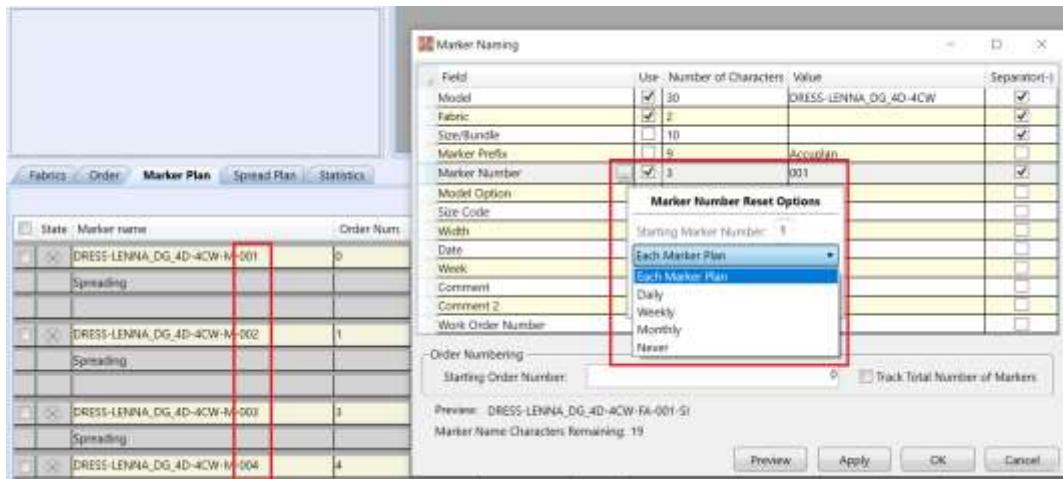 Marker Naming
Field Use Number of Characters Value Separator(-)
Model 30 DRESS-LENNA_DG_4D-4CW
Fabric 2
Size/Bundle 10
Marker Prefix 9 Accuplan
Marker Number ... 3 001
Model Option
Size Code
Width
Date
Week
Comment
Comment 2
Work Order Number
Marker Number Reset Options
Starting Marker Number: 1
Each Marker Plan
Each Marker Plan
Daily
Weekly
Monthly
Never
Order Numbering
Starting Order Number: 0 Track Total Number of Markers
Preview: DRESS-LENNA_DG_4D-4CW-FA-001-SI
Marker Name Characters Remaining: 19
Preview Apply OK Cancel
Fabrics Order Marker Plan Spread Plan Statistics
State Marker name Order Num
DRESS-LENNA_DG_4D-4CW-M-001 0
Spreading
DRESS-LENNA_DG_4D-4CW-M-002 1
Spreading
DRESS-LENNA_DG_4D-4CW-M-003 3
Spreading
DRESS-LENNA_DG_4D-4CW-M-004 4